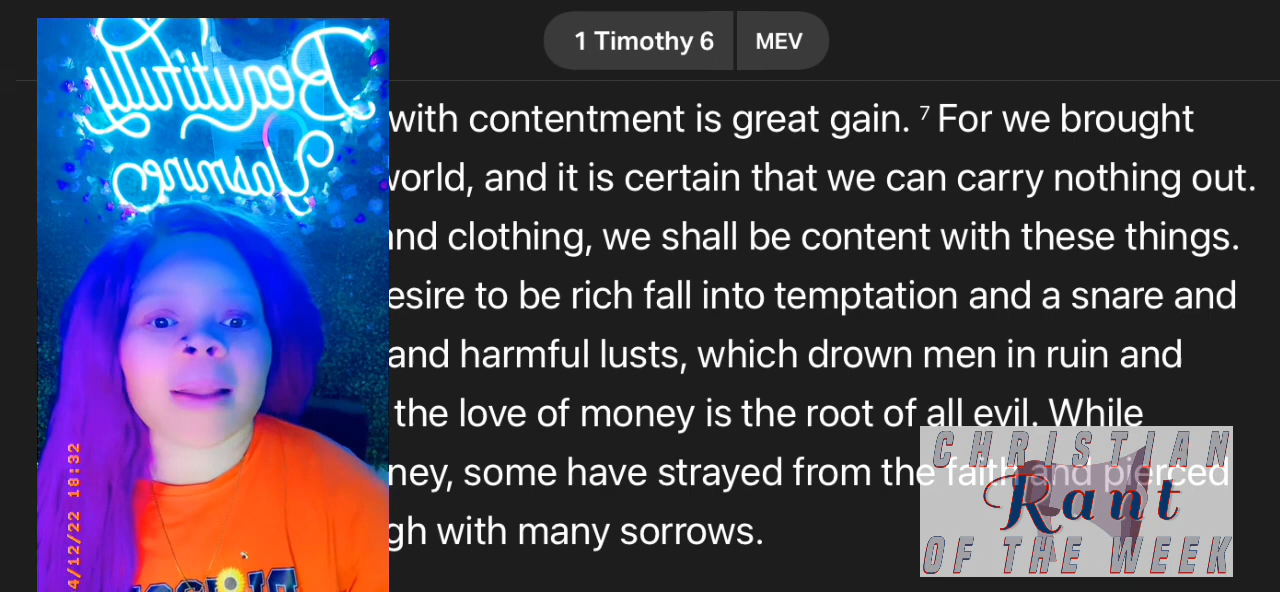 1 Timothy 6 MEV
Beautifully
Yasmine
with contentment is great gain. 7 For we brought
world, and it is certain that we can carry nothing out.
and clothing, we shall be content with these things.
esire to be rich fall into temptation and a snare and
and harmful lusts, which drown men in ruin and
the love of money is the root of all evil. While
ney, some have strayed from the faith and pierced
gh with many sorrows.
4/12/22 18:32
CHRISTIAN
Rant
OF THE WEEK